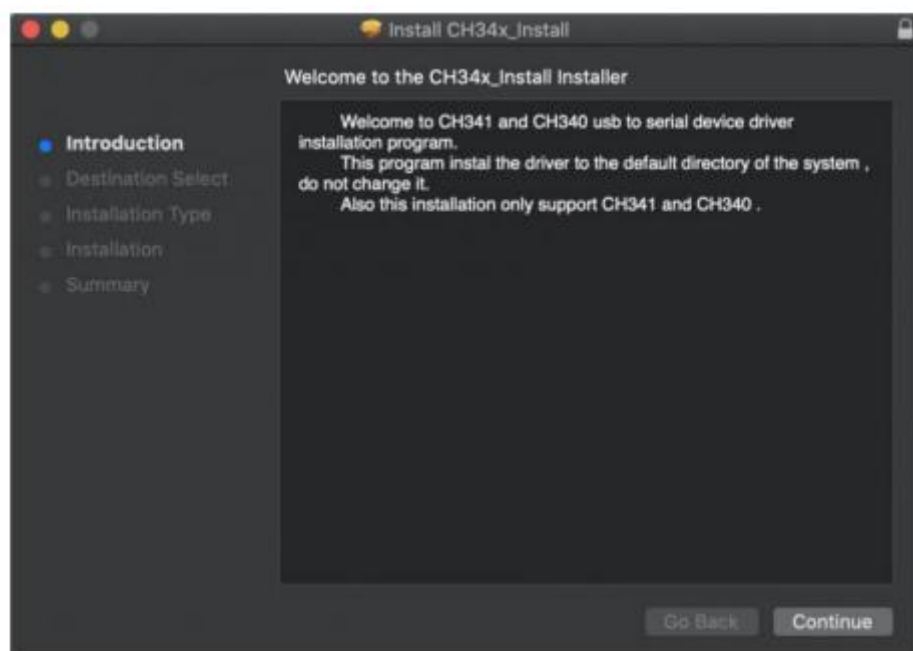 Install CH34x_Install
Welcome to the CH34x_Install Installer
Introduction
Destination Select
Installation Type
Installation
Summary
Welcome to CH341 and CH340 usb to serial device driver
installation program.
This program instal the driver to the default directory of the system ,
do not change it.
Also this installation only support CH341 and CH340 .
Go Back
Continue